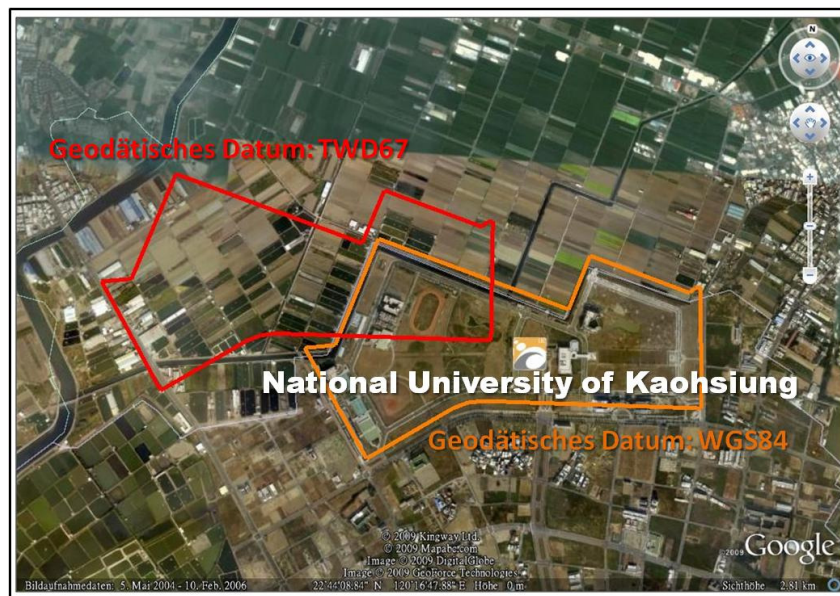 N
Geodätisches Datum: TWD67
National University of Kaohsiung
Geodätisches Datum: WGS84
© 2009 Kingway Ltd.
© 2009 Mapabc.com
Image © 2009 DigitalGlobe
Image © 2009 GeoForce Technologies
©2009 Google
Bildaufnahmedaten: 5. Mai 2004 - 10. Feb. 2006 22°44'08.84" N 120°16'47.88" E Höhe 0 m Sichthöhe 2.81 km